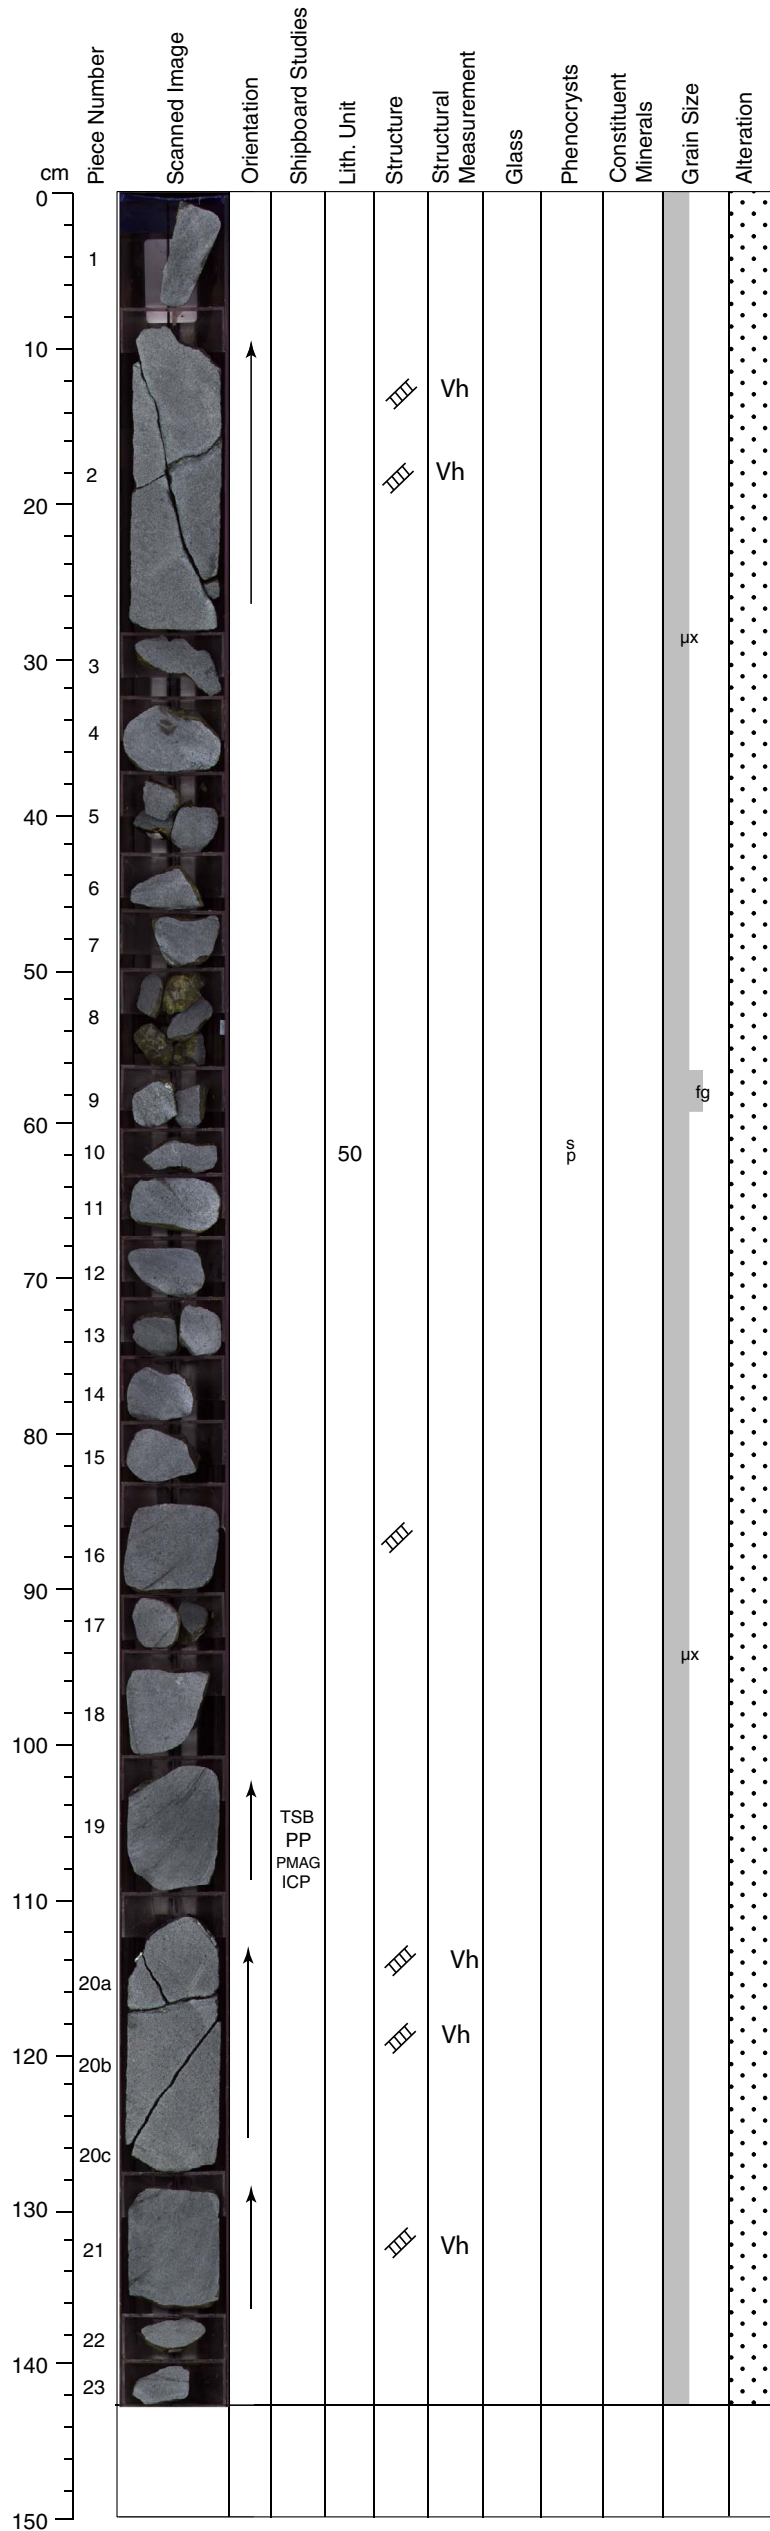 cm
Piece Number
Scanned Image
Orientation
Shipboard Studies
Lith. Unit
Structure
Structural
Measurement
Glass
Phenocrysts
Constituent
Minerals
Grain Size
Alteration
0
1
10
Vh
2
Vh
20
µx
30
3
4
40
5
6
7
50
8
9
fg
60
10
50
s
p
11
70
12
13
14
80
15
16
90
17
µx
18
100
19
TSB
PP
PMAG
ICP
110
20a
Vh
120
20b
Vh
20c
130
21
Vh
22
140
23
150